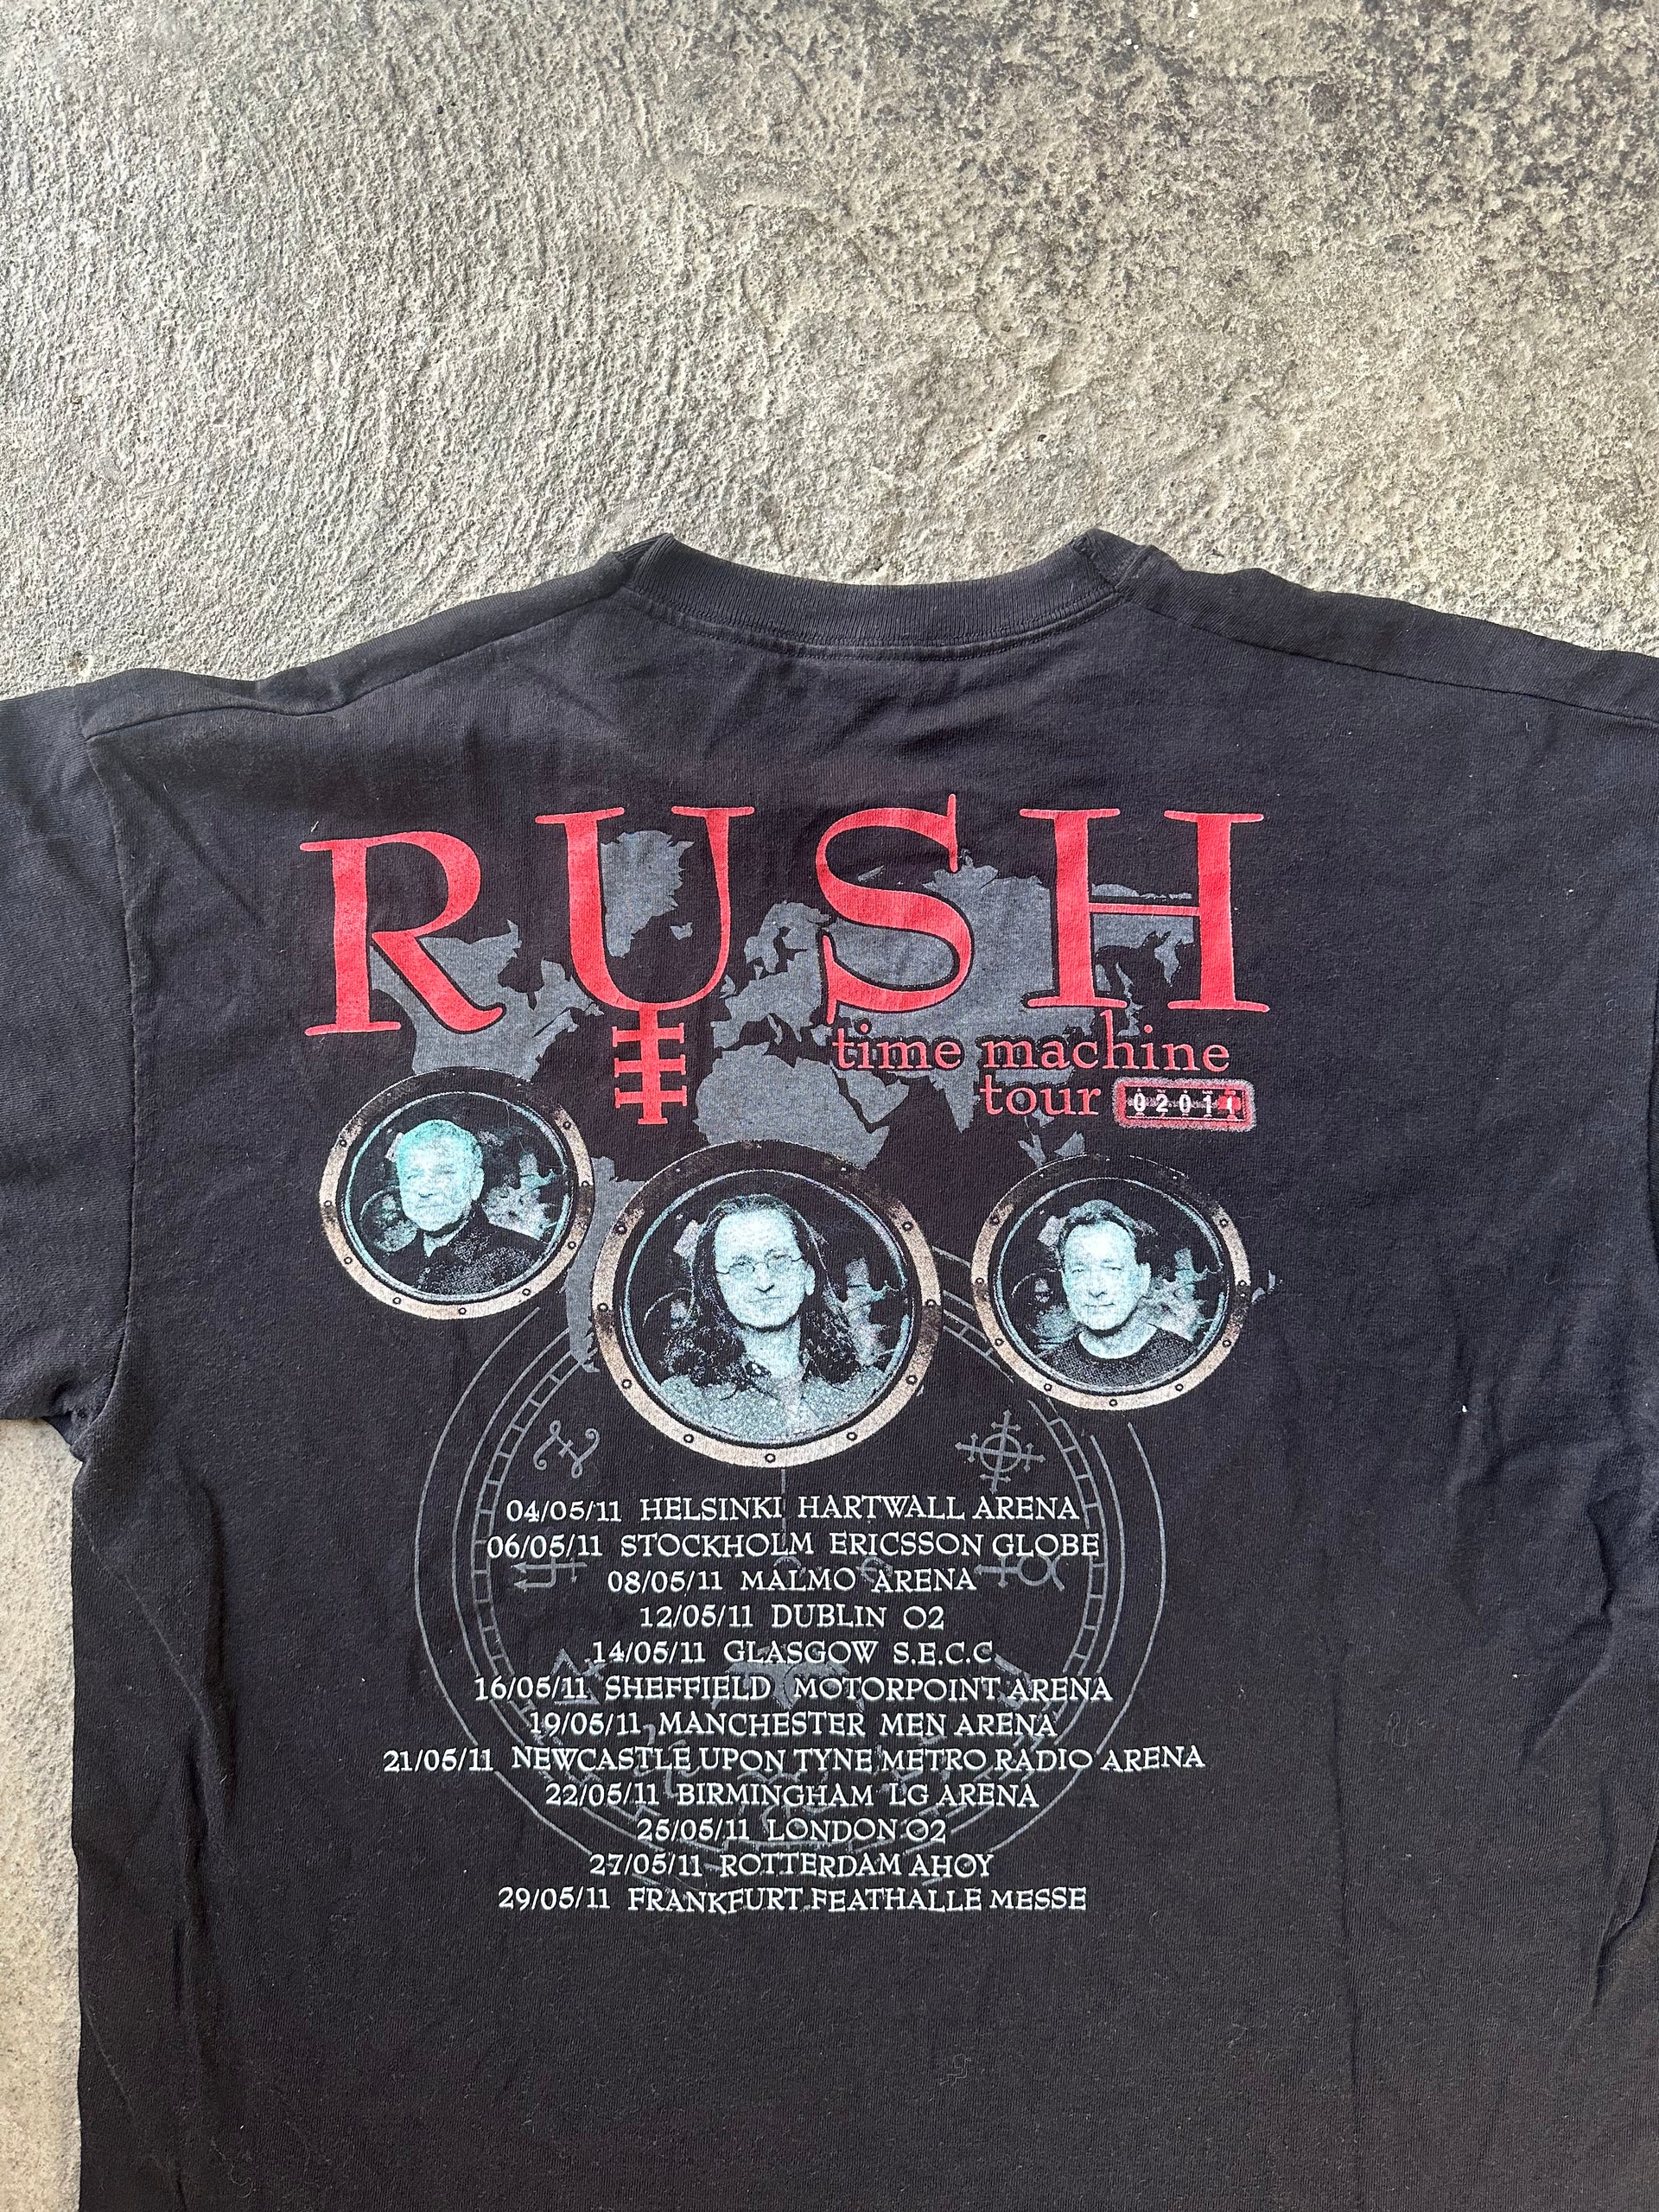 RUSH
time machine
tour 02011
04/05/11 HELSINKI HARTWALL ARENA
06/05/11 STOCKHOLM ERICSSON GLOBE
08/05/11 MALMO ARENA
12/05/11 DUBLIN O2
14/05/11 GLASGOW S.E.C.C
16/05/11 SHEFFIELD MOTORPOINT ARENA
19/05/11 MANCHESTER MEN ARENA
21/05/11 NEWCASTLE UPON TYNE METRO RADIO ARENA
22/05/11 BIRMINGHAM LG ARENA
25/05/11 LONDON O2
27/05/11 ROTTERDAM AHOY
29/05/11 FRANKFURT FEATHALLE MESSE